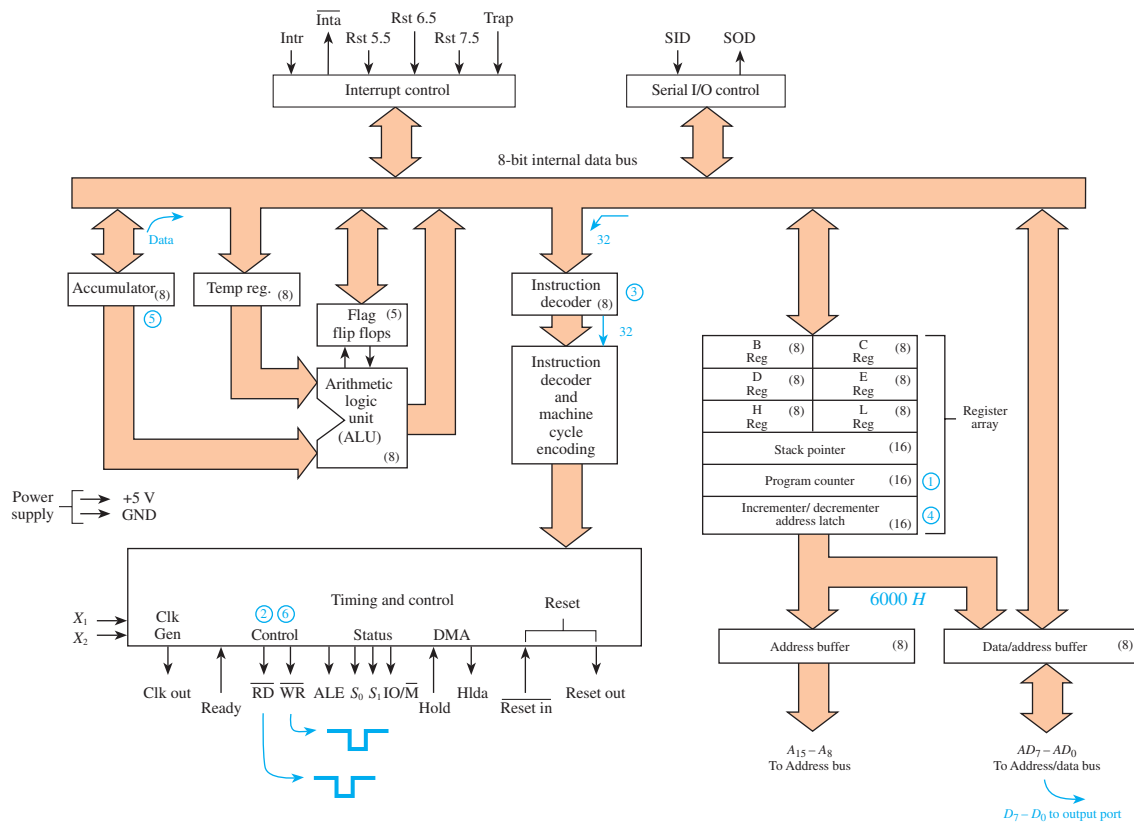 Intr
Inta
Rst 5.5
Rst 6.5
Rst 7.5
Trap
SID
SOD
Interrupt control
Serial I/O control
8-bit internal data bus
Data
32
Accumulator
(8)
5
Temp reg.
(8)
Flag
flip flops
(5)
Instruction
decoder
(8)
3
32
Arithmetic
logic
unit
(ALU)
(8)
Instruction
decoder
and
machine
cycle
encoding
B
Reg
(8)
C
Reg
(8)
D
Reg
(8)
E
Reg
(8)
H
Reg
(8)
L
Reg
(8)
Stack pointer
(16)
Program counter
(16)
1
Incrementer/ decrementer
address latch
(16)
4
Register
array
Power
supply
+5 V
GND
Timing and control
X1
X2
Clk
Gen
2
6
Control
Status
DMA
Reset
Clk out
Ready
RD
WR
ALE
S0
S1
IO/M
Hold
Hlda
Reset in
Reset out
6000 H
Address buffer
(8)
Data/address buffer
(8)
A15 – A8
To Address bus
AD7 – AD0
To Address/data bus
D7 – D0 to output port